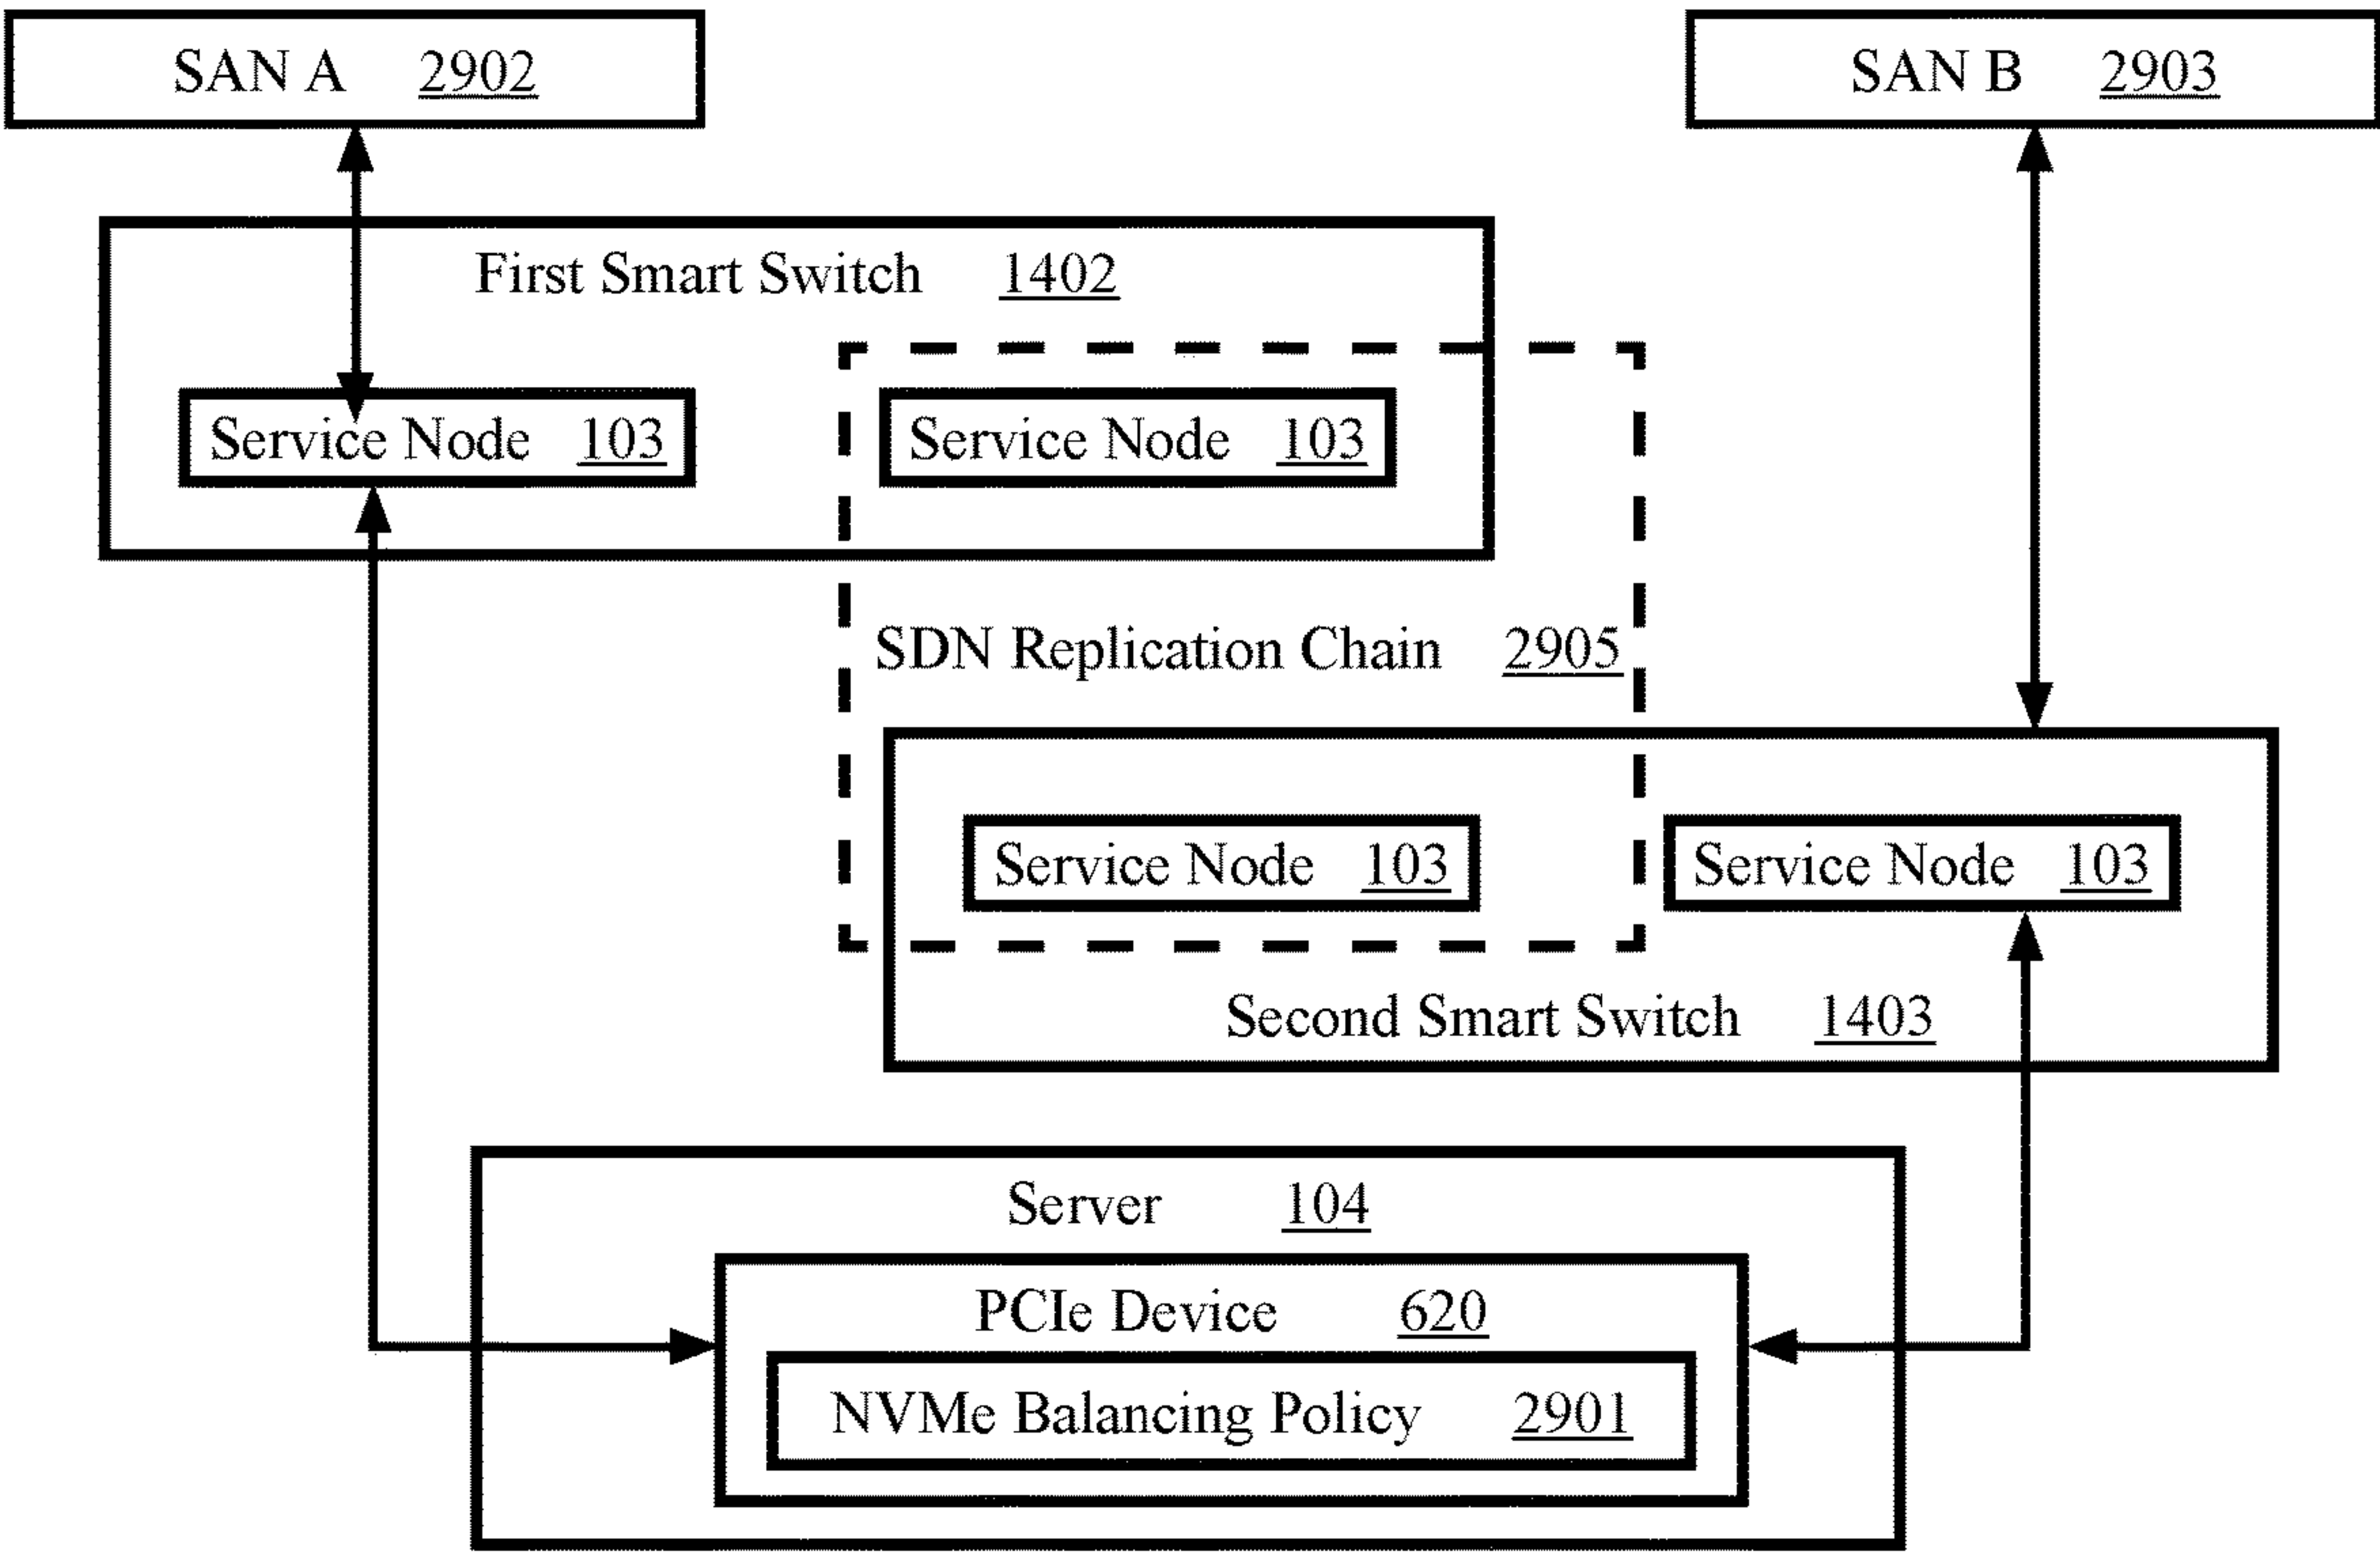 SAN A 2902
SAN B 2903
First Smart Switch 1402
Service Node 103
Service Node 103
SDN Replication Chain 2905
Service Node 103
Service Node 103
Second Smart Switch 1403
Server 104
PCIe Device 620
NVMe Balancing Policy 2901